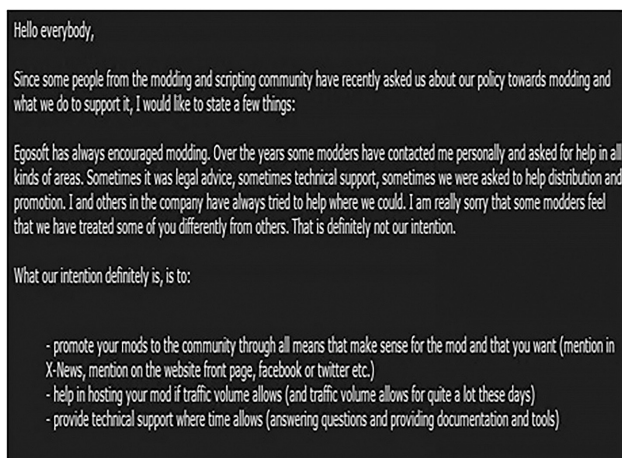 Hello everybody,
Since some people from the modding and scripting community have recently asked us about our policy towards modding and
what we do to support it, I would like to state a few things:
Egosoft has always encouraged modding. Over the years some modders have contacted me personally and asked for help in all
kinds of areas. Sometimes it was legal advice, sometimes technical support, sometimes we were asked to help distribution and
promotion. I and others in the company have always tried to help where we could. I am really sorry that some modders feel
that we have treated some of you differently from others. That is definitely not our intention.
What our intention definitely is, is to:
- promote your mods to the community through all means that make sense for the mod and that you want (mention in
X-News, mention on the website front page, facebook or twitter etc.)
- help in hosting your mod if traffic volume allows (and traffic volume allows for quite a lot these days)
- provide technical support where time allows (answering questions and providing documentation and tools)